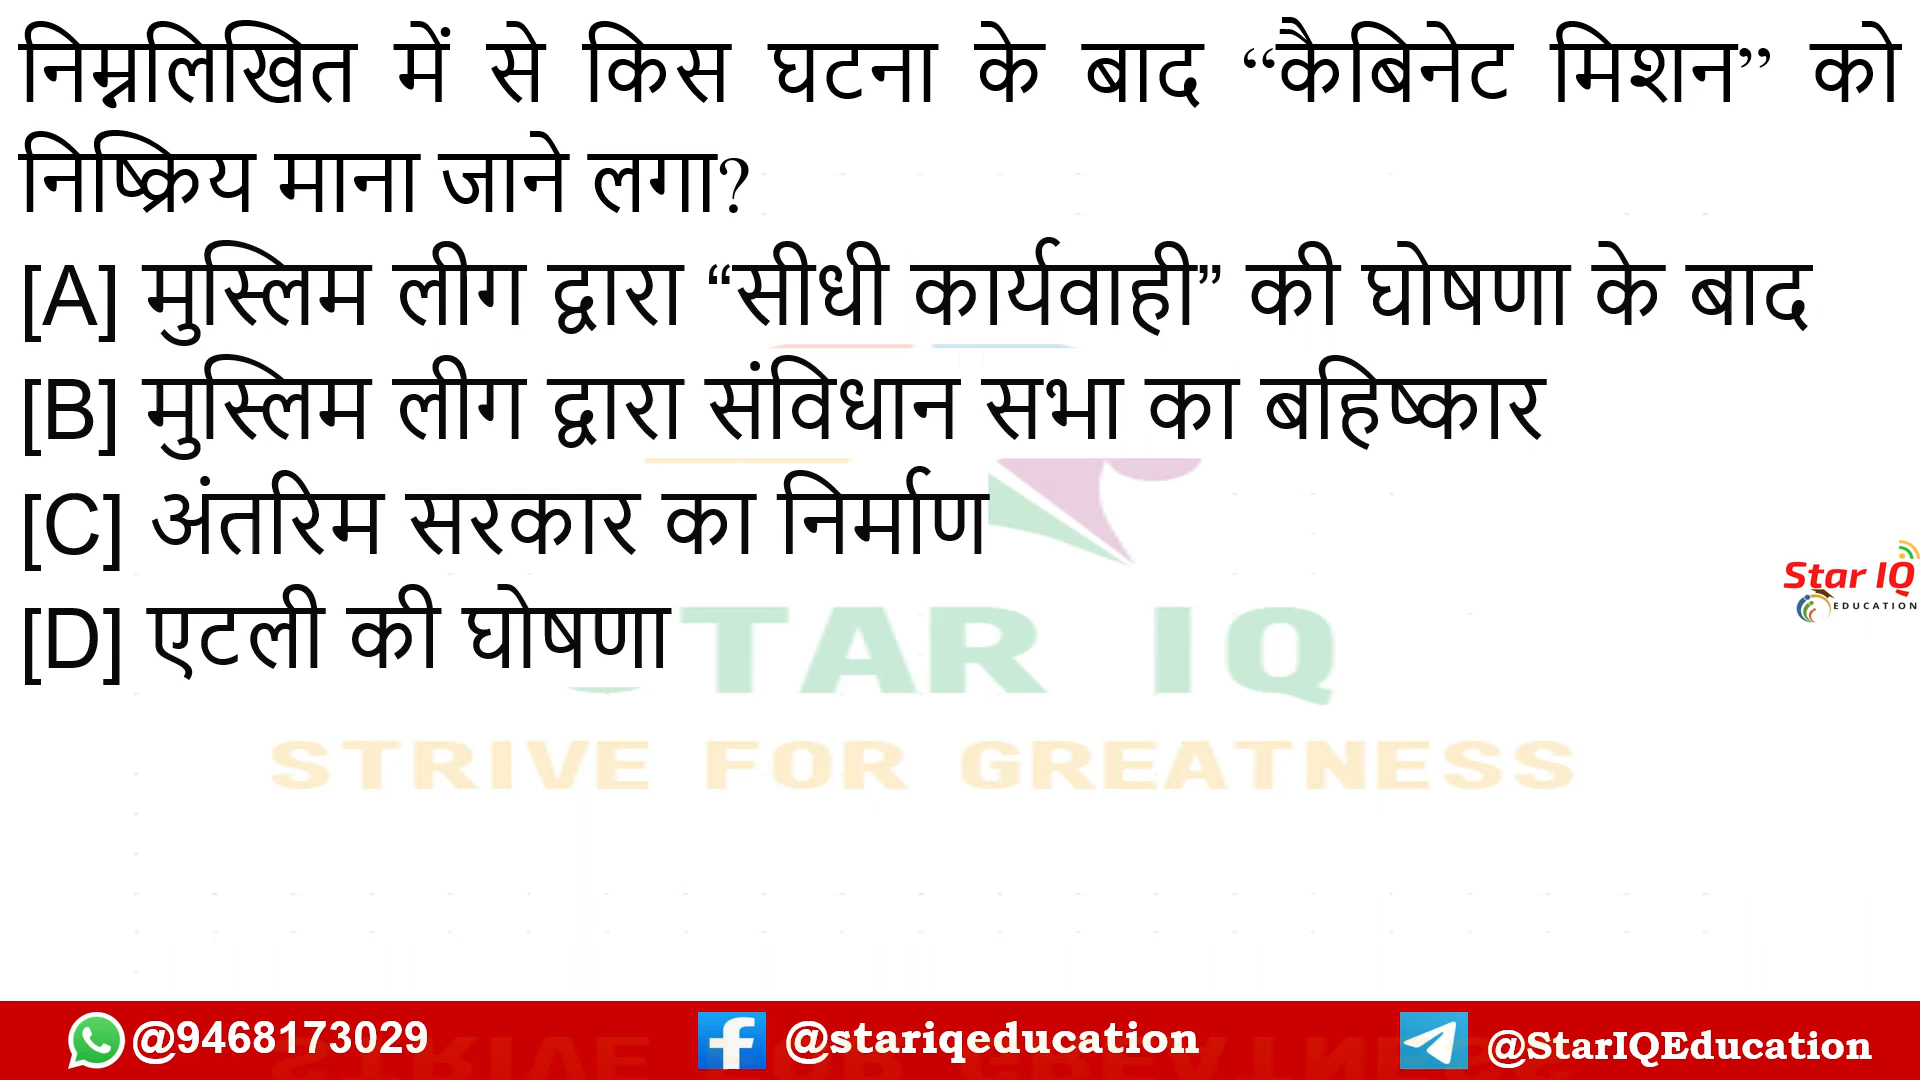 निम्नलिखित में से किस घटना के बाद “कैबिनेट मिशन” को
निष्क्रिय माना जाने लगा?
[A] मुस्लिम लीग द्वारा “सीधी कार्यवाही” की घोषणा के बाद
[B] मुस्लिम लीग द्वारा संविधान सभा का बहिष्कार
[C] अंतरिम सरकार का निर्माण
[D] एटली की घोषणा
Star IQ
EDUCATION
TAR IQ
STRIVE FOR GREATNESS
@9468173029
@stariqeducation
@StarIQEducation